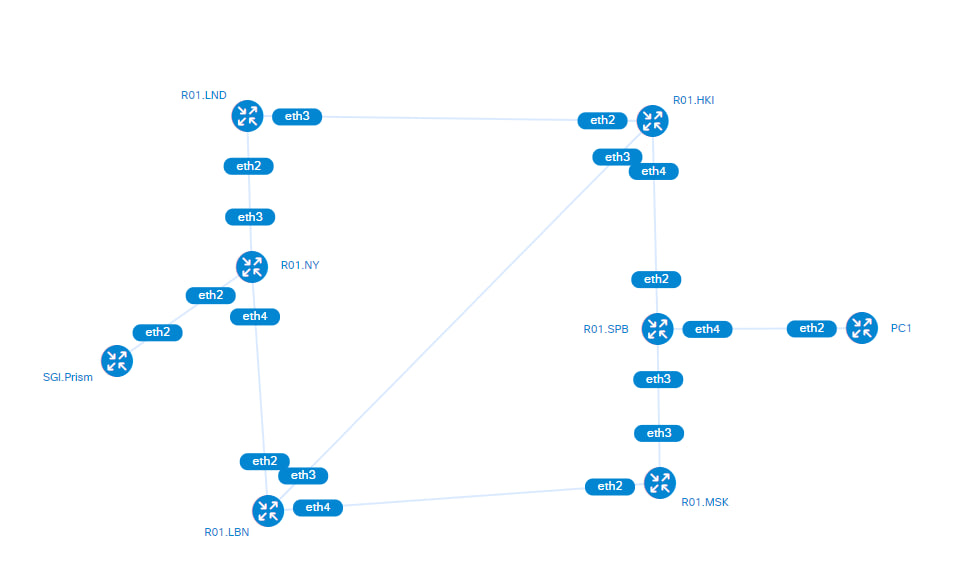 R01.LND
eth3
eth2
R01.HKI
eth3
eth4
eth2
eth3
R01.NY
eth2
eth4
eth2
SGI.Prism
eth2
R01.SPB
eth4
eth2
PC1
eth3
eth3
eth2
eth3
eth4
R01.LBN
eth2
R01.MSK